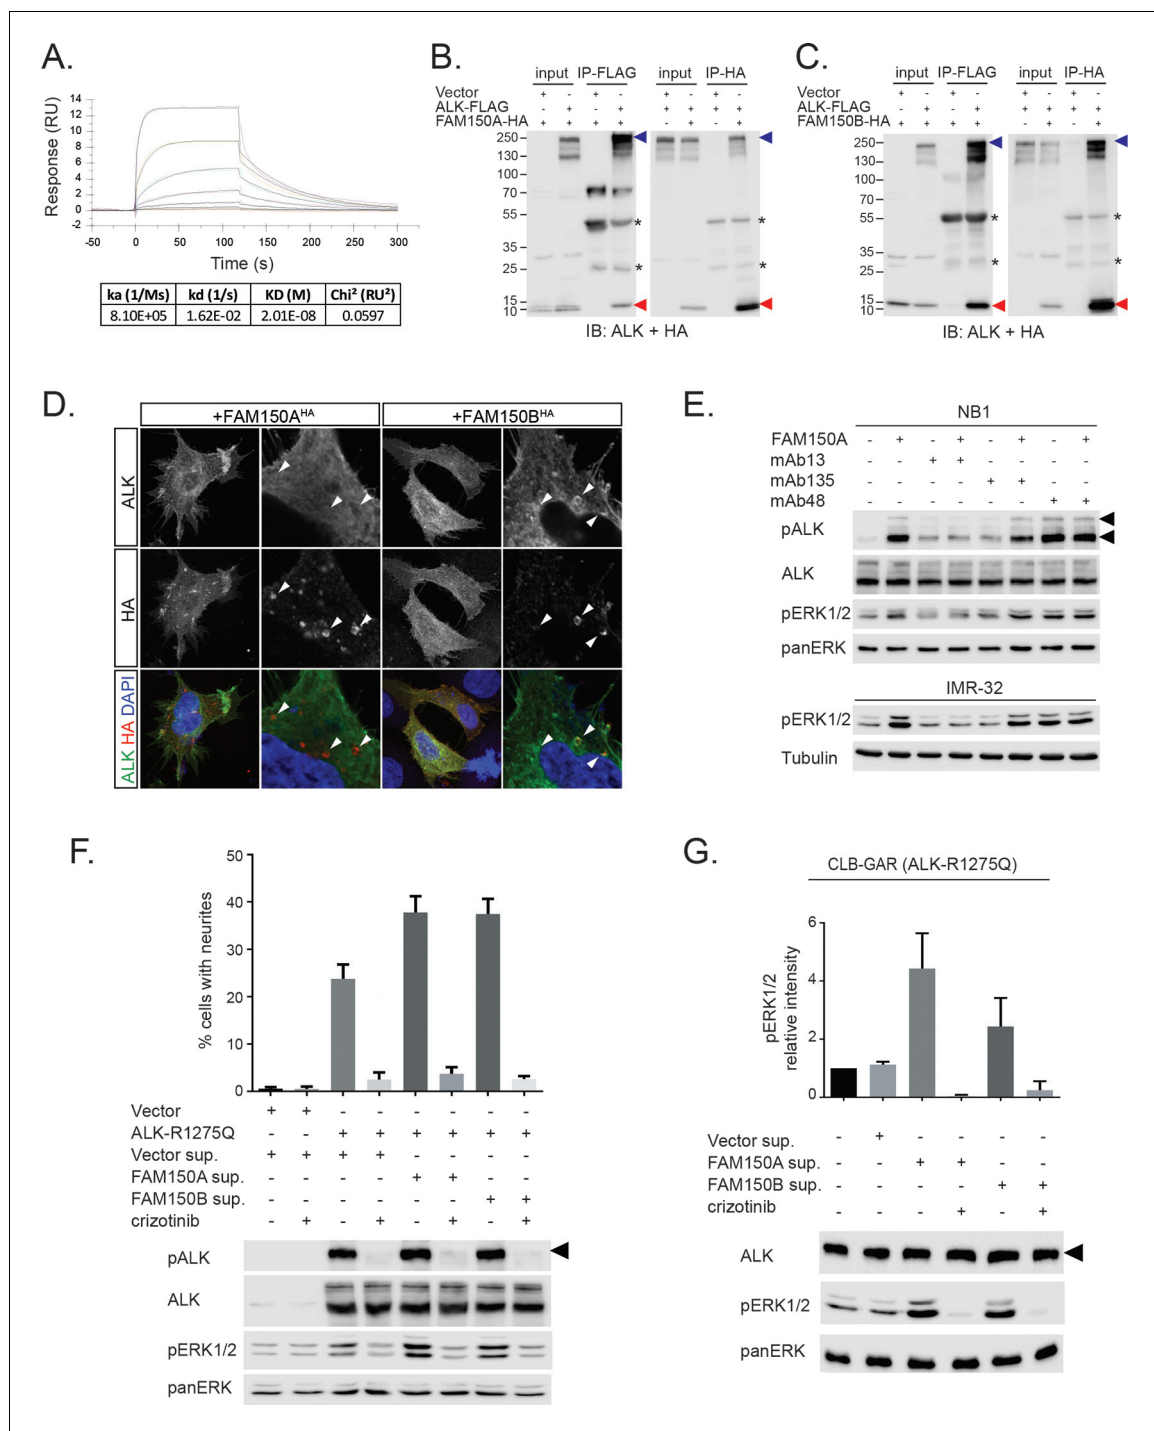 A.
Response (RU)
14
12
10
8
6
4
2
0
-2
-50 0 50 100 150 200 250 300
Time (s)
ka (1/Ms) kd (1/s) KD (M) Chi² (RU²)
8.10E+05 1.62E-02 2.01E-08 0.0597
B.
input IP-FLAG input IP-HA
Vector + - + - + - + -
ALK-FLAG - + - + + + + +
FAM150A-HA + + + + - + - +
250
130
100
70
55
35
25
15
10
*
*
*
*
IB: ALK + HA
C.
input IP-FLAG input IP-HA
Vector + - + - + - + -
ALK-FLAG - + - + + + + +
FAM150B-HA + + + + - + - +
250
130
100
70
55
35
25
15
10
*
*
*
*
IB: ALK + HA
D.
+FAM150A^HA +FAM150B^HA
ALK
HA
ALK HA DAPI
E.
NB1
FAM150A - + - + - + - +
mAb13 - - + + - - - -
mAb135 - - - - + + - -
mAb48 - - - - - - + +
pALK
ALK
pERK1/2
panERK
IMR-32
pERK1/2
Tubulin
F.
% cells with neurites
50
40
30
20
10
0
Vector + + - - - - - -
ALK-R1275Q - - + + + + + +
Vector sup. + + + + - - - -
FAM150A sup. - - - - + + - -
FAM150B sup. - - - - - - + +
crizotinib - + - + - + - +
pALK
ALK
pERK1/2
panERK
G.
CLB-GAR (ALK-R1275Q)
pERK1/2
relative intensity
6
4
2
0
Vector sup. - + - - - -
FAM150A sup. - - + + - -
FAM150B sup. - - - - + +
crizotinib - - - + - +
ALK
pERK1/2
panERK